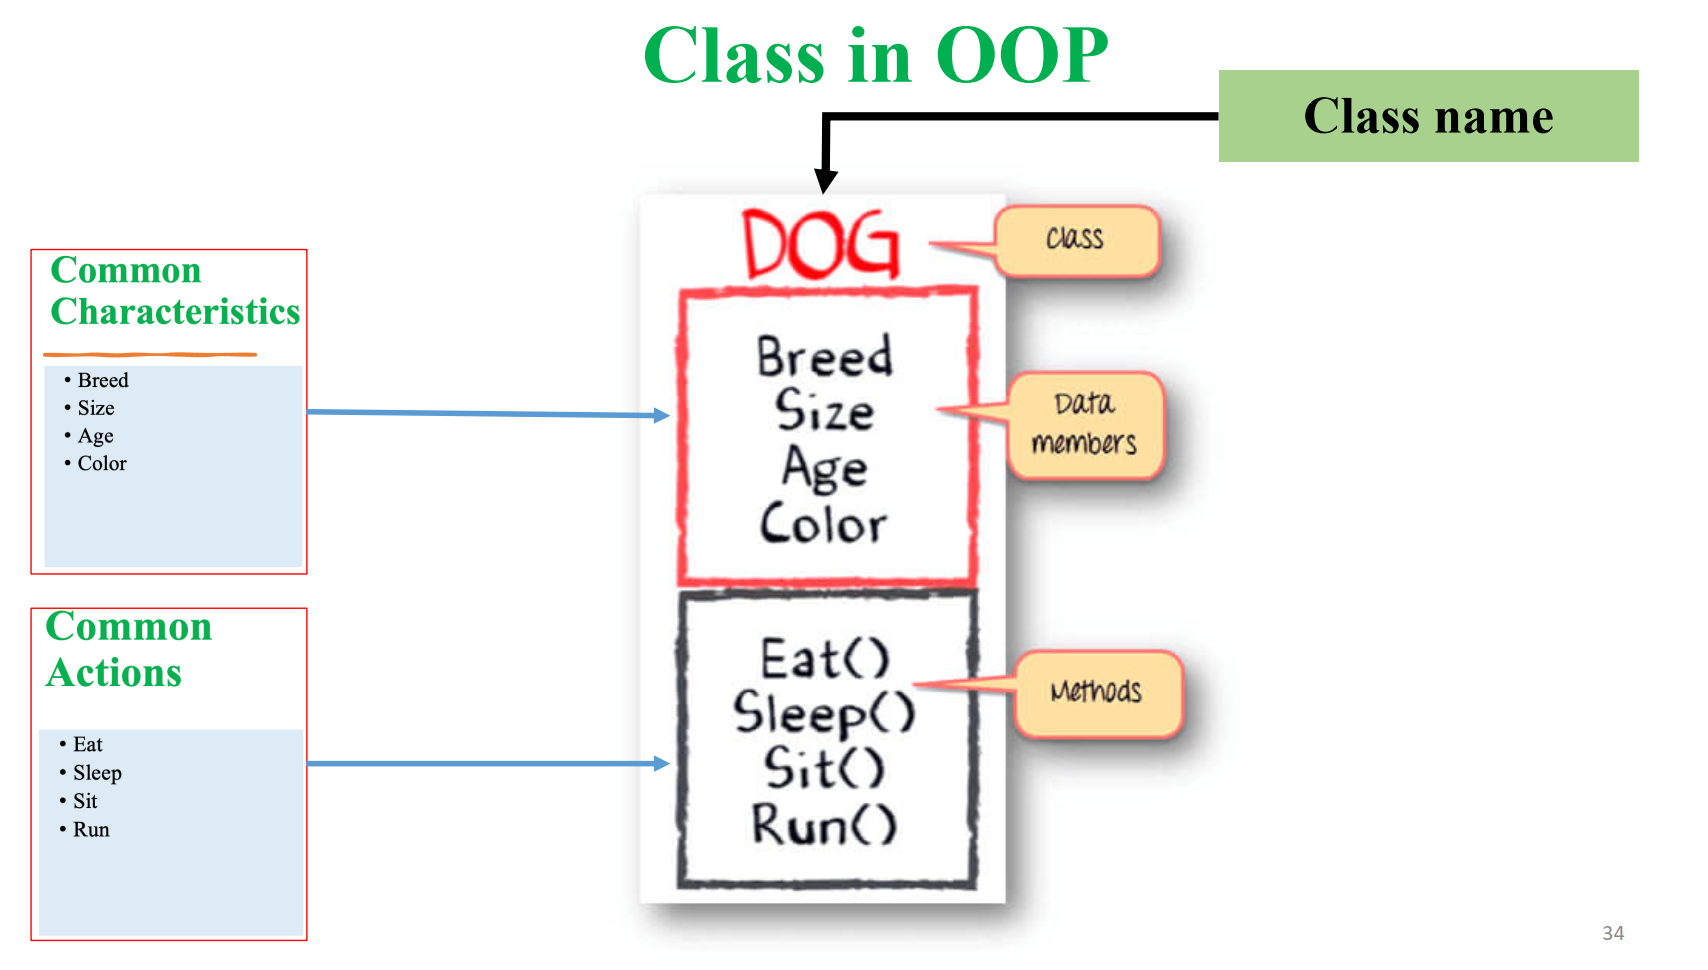 Class in OOP
Class name
Common
Characteristics
• Breed
• Size
• Age
• Color
Common
Actions
• Eat
• Sleep
• Sit
• Run
DOG
Breed
Size
Age
Color
Eat()
Sleep()
Sit()
Run()
Class
Data
members
Methods
34